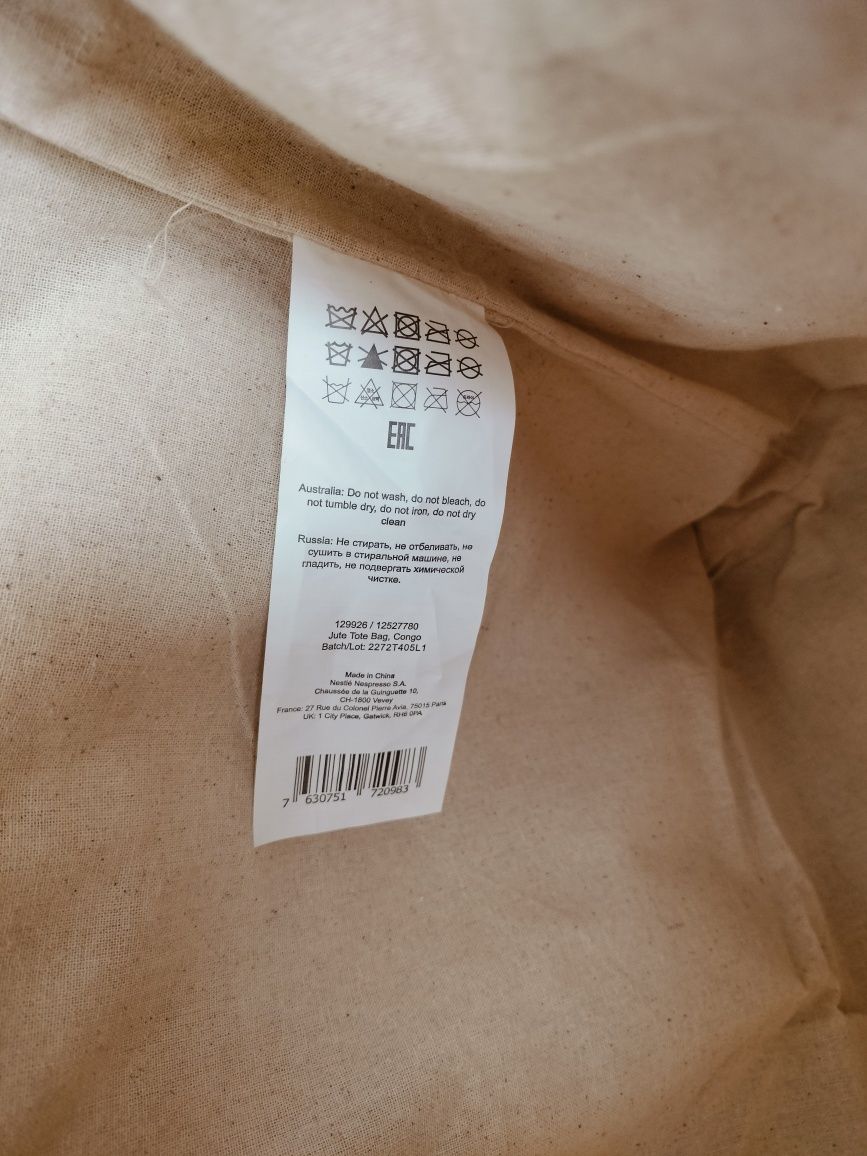 EAC
Australia: Do not wash, do not bleach, do
not tumble dry, do not iron, do not dry
clean
Russia: Не стирать, не отбеливать, не
сушить в стиральной машине, не
гладить, не подвергать химической
чистке.
129926 / 12527780
Jute Tote Bag, Congo
Batch/Lot: 2272T405L1
Made in China
Nestlé Nespresso S.A.
Chaussée de la Guinguette 10,
CH-1800 Vevey
France: 27 Rue du Colonel Pierre Avia, 75015 Paris
UK: 1 City Place, Gatwick, RH6 0PA
7 630751 720983